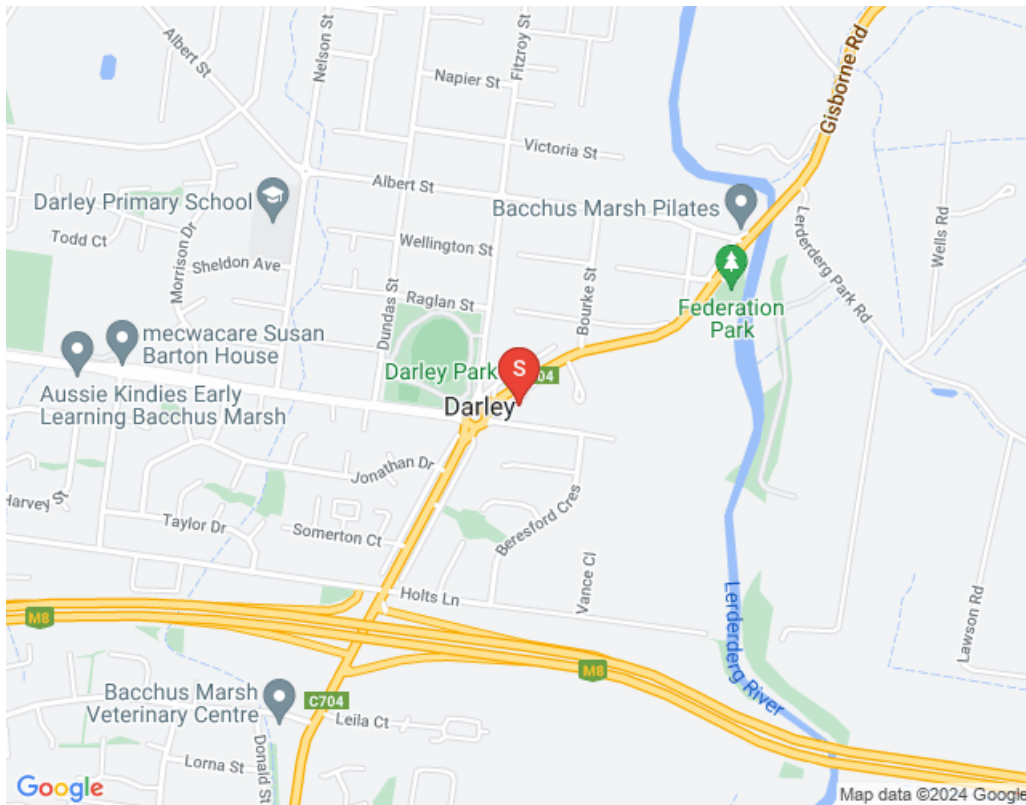 Albert St
Nelson St
Fitzroy St
Napier St
Gisborne Rd
Victoria St
Albert St
Darley Primary School
Bacchus Marsh Pilates
Wells Rd
Lerderderg Park Rd
Todd Ct
Morrison Dr
Wellington St
Sheldon Ave
Dundas St
Raglan St
Bourke St
Federation
Park
mecwacare Susan
Barton House
Darley Park
S
04
Aussie Kindies Early
Learning Bacchus Marsh
Darley
Jonathan Dr
Harvey St
Taylor Dr
Somerton Ct
Beresford Cres
Vance Cl
Holts Ln
Lerderderg River
Lawson Rd
M8
M8
Bacchus Marsh
Veterinary Centre
C704
Leila Ct
Lorna St
Donald St
Google
Map data ©2024 Google